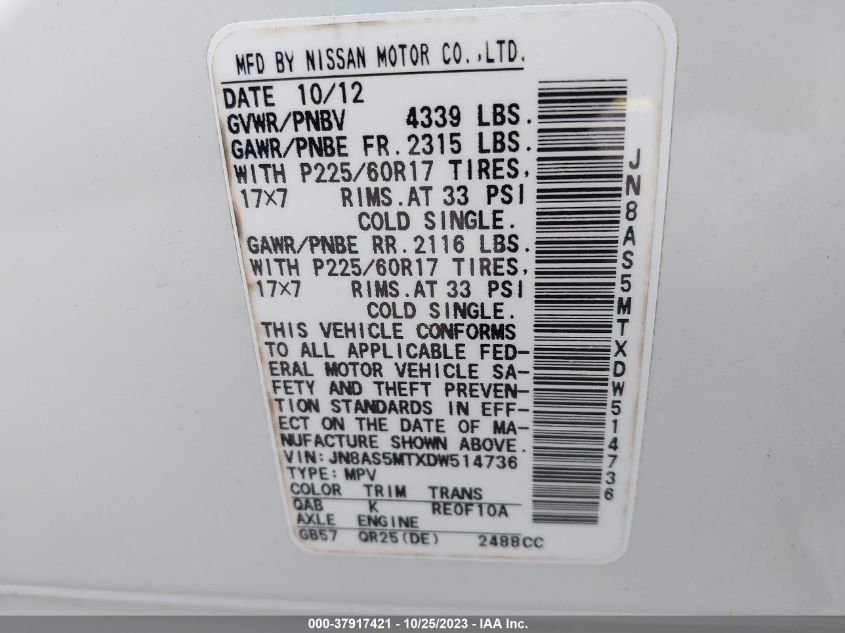 MFD BY NISSAN MOTOR CO.,LTD.
DATE 10/12
GVWR/PNBV 4339 LBS.
GAWR/PNBE FR.2315 LBS.
WITH P225/60R17 TIRES,
17×7 RIMS.AT 33 PSI
COLD SINGLE.
GAWR/PNBE RR.2116 LBS.
WITH P225/60R17 TIRES,
17×7 RIMS.AT 33 PSI
COLD SINGLE.
THIS VEHICLE CONFORMS
TO ALL APPLICABLE FED-
ERAL MOTOR VEHICLE SA-
FETY AND THEFT PREVEN-
TION STANDARDS IN EFF-
ECT ON THE DATE OF MA-
NUFACTURE SHOWN ABOVE.
VIN:JN8AS5MTXDW514736
TYPE:MPV
COLOR TRIM TRANS
QAB K RE0F10A
AXLE ENGINE
GB57 QR25(DE) 2488CC
JN8AS5MTXDW514736
000-37917421 - 10/25/2023 - IAA Inc.